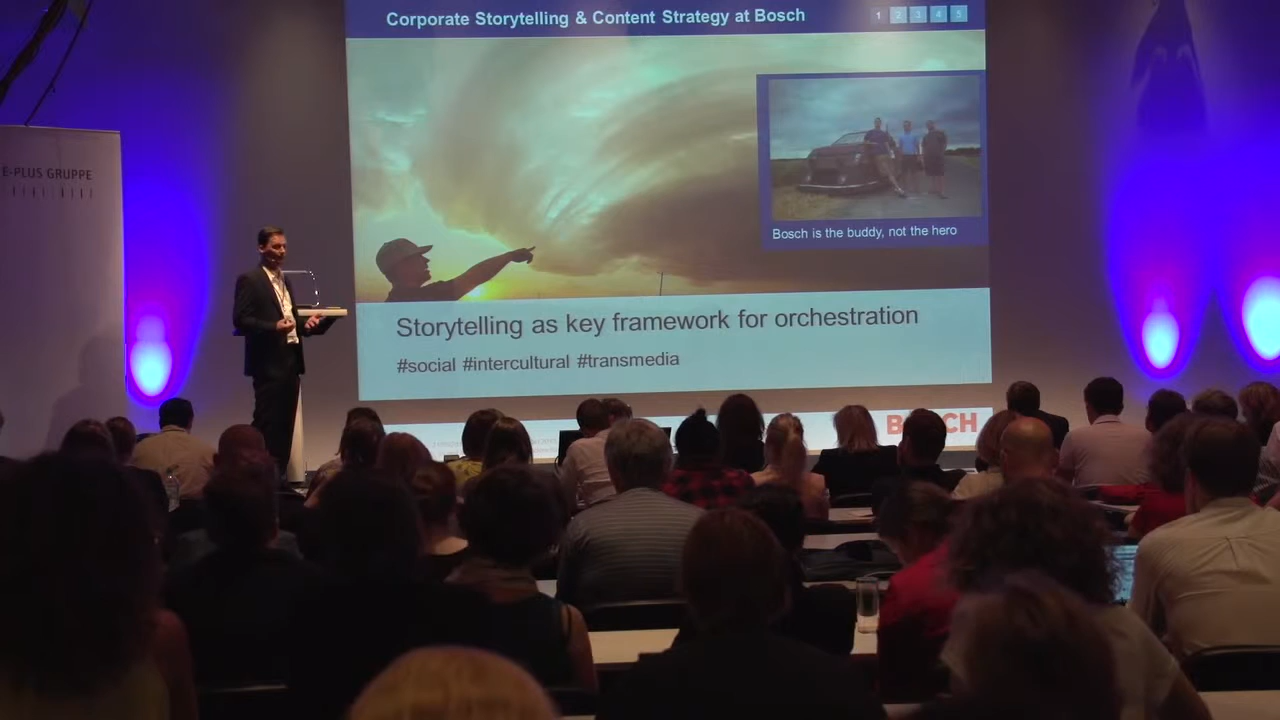 Corporate Storytelling & Content Strategy at Bosch
1 2 3 4 5
E-PLUS GRUPPE
Bosch is the buddy, not the hero
Storytelling as key framework for orchestration
#social #intercultural #transmedia
BOSCH